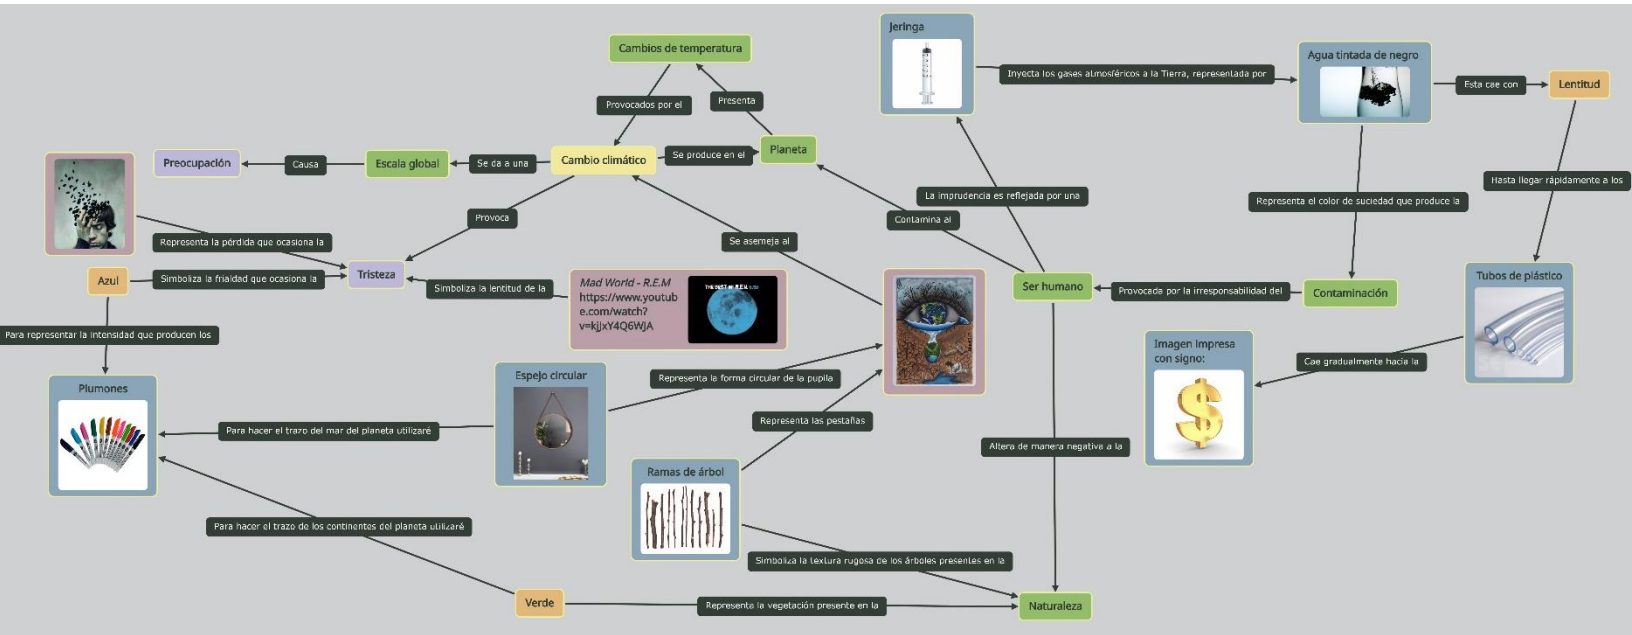 Jeringa
Cambios de temperatura
Agua tintada de negro
Inyecta los gases atmosféricos a la Tierra, representada por
Esta cae con
Lentitud
Provocados por el
Presenta
Preocupación
Causa
Escala global
Se da a una
Cambio climático
Se produce en el
Planeta
Hasta llegar rápidamente a los
La imprudencia es reflejada por una
Representa el color de suciedad que produce la
Provoca
Contamina al
Representa la pérdida que ocasiona la
Se asemeja al
Azul
Simboliza la frialdad que ocasiona la
Tristeza
Simboliza la lentitud de la
Mad World - R.E.M
https://www.youtub
e.com/watch?
v=kjJxY4Q6WJA
THE BEST OF R.E.M.
Ser humano
Provocada por la irresponsabilidad del
Contaminación
Tubos de plástico
Para representar la intensidad que producen los
Imagen impresa
con signo:
Cae gradualmente hacia la
Plumones
Espejo circular
Representa la forma circular de la pupila
Para hacer el trazo del mar del planeta utilizaré
Representa las pestañas
Altera de manera negativa a la
Ramas de árbol
Para hacer el trazo de los continentes del planeta utilizaré
Simboliza la textura rugosa de los árboles presentes en la
Verde
Representa la vegetación presente en la
Naturaleza